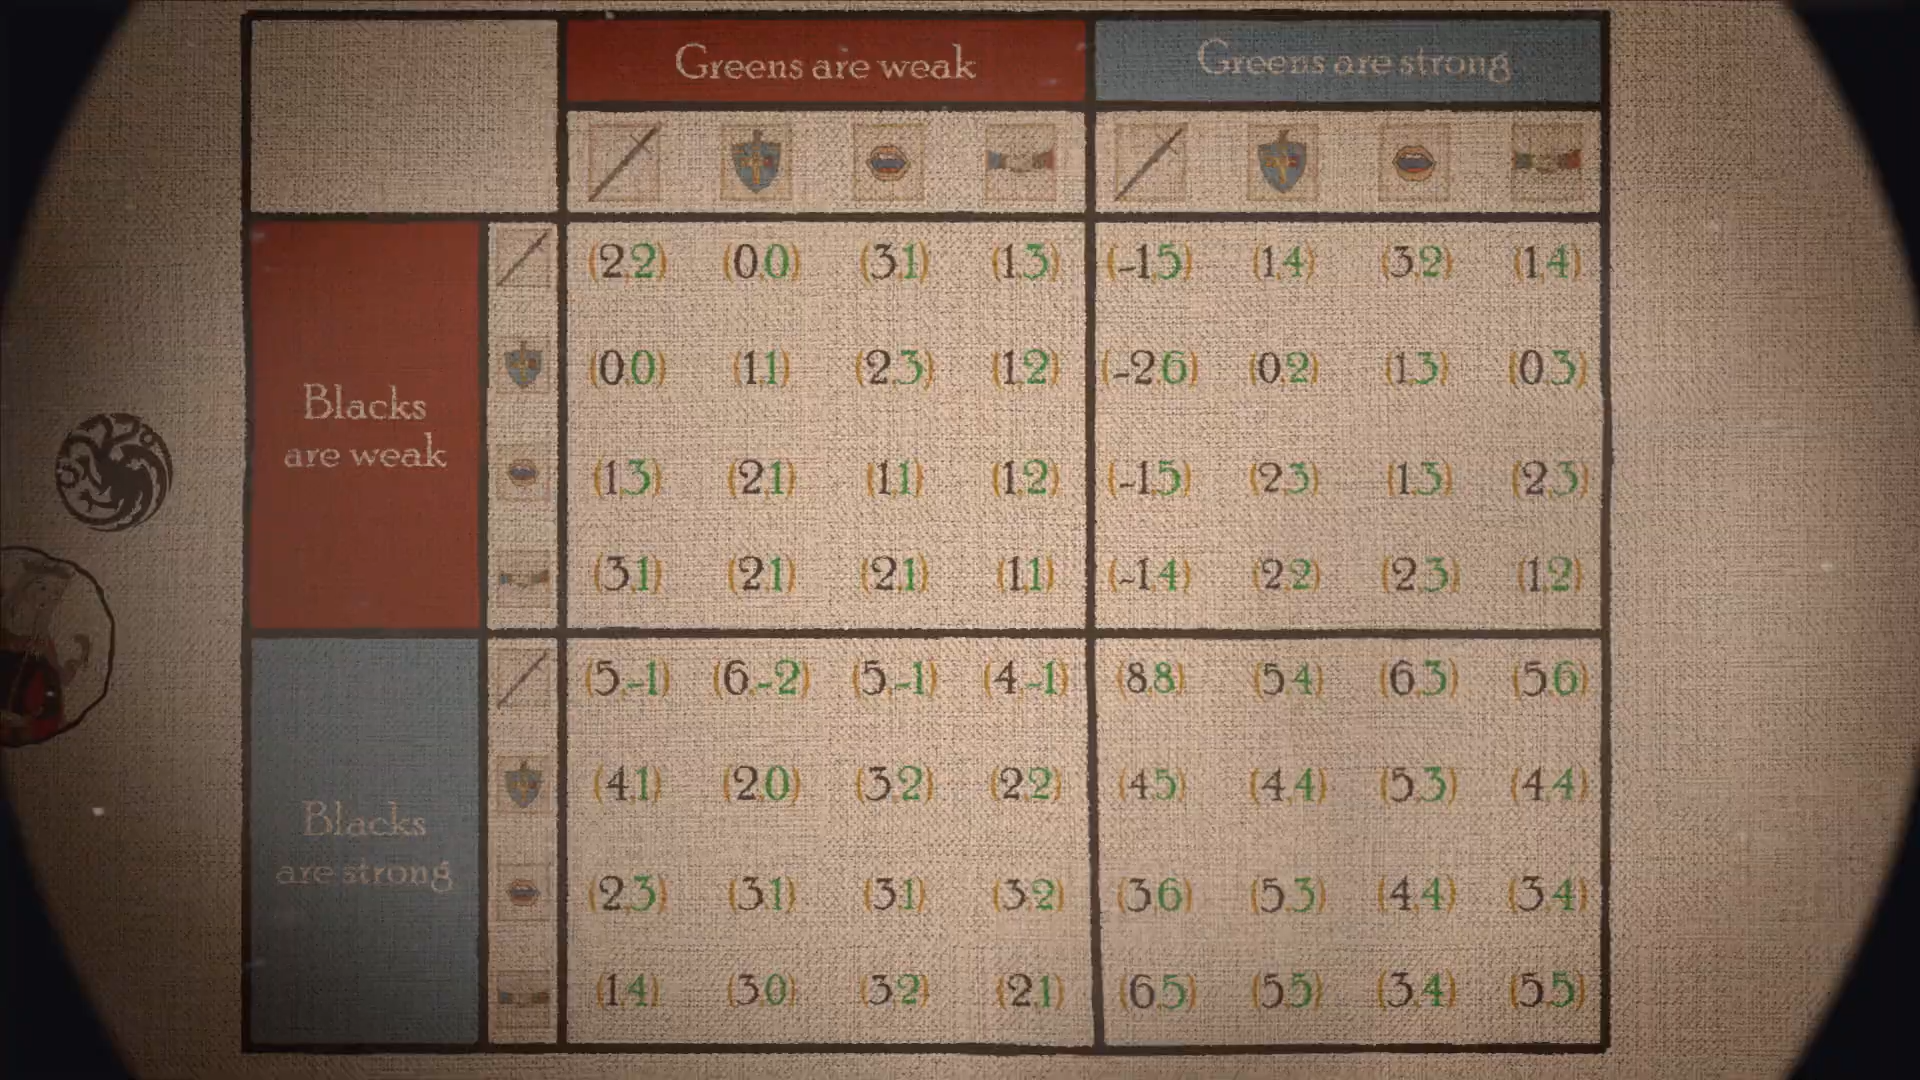 Greens are weak Greens are strong
(2,2) (0,0) (3,1) (1,3) (-1,5) (1,4) (3,2) (1,4)
(0,0) (1,1) (2,3) (1,2) (-2,6) (0,2) (1,3) (0,3)
Blacks
are weak
(1,3) (2,1) (1,1) (1,2) (-1,5) (2,3) (1,3) (2,3)
(3,1) (2,1) (2,1) (1,1) (-1,4) (2,2) (2,3) (1,2)
(5,-1) (6,-2) (5,-1) (4,-1) (8,8) (5,4) (6,3) (5,6)
(4,1) (2,0) (3,2) (2,2) (4,5) (4,4) (5,3) (4,4)
Blacks
are strong
(2,3) (3,1) (3,1) (3,2) (3,6) (5,3) (4,4) (3,4)
(1,4) (3,0) (3,2) (2,1) (6,5) (5,5) (3,4) (5,5)